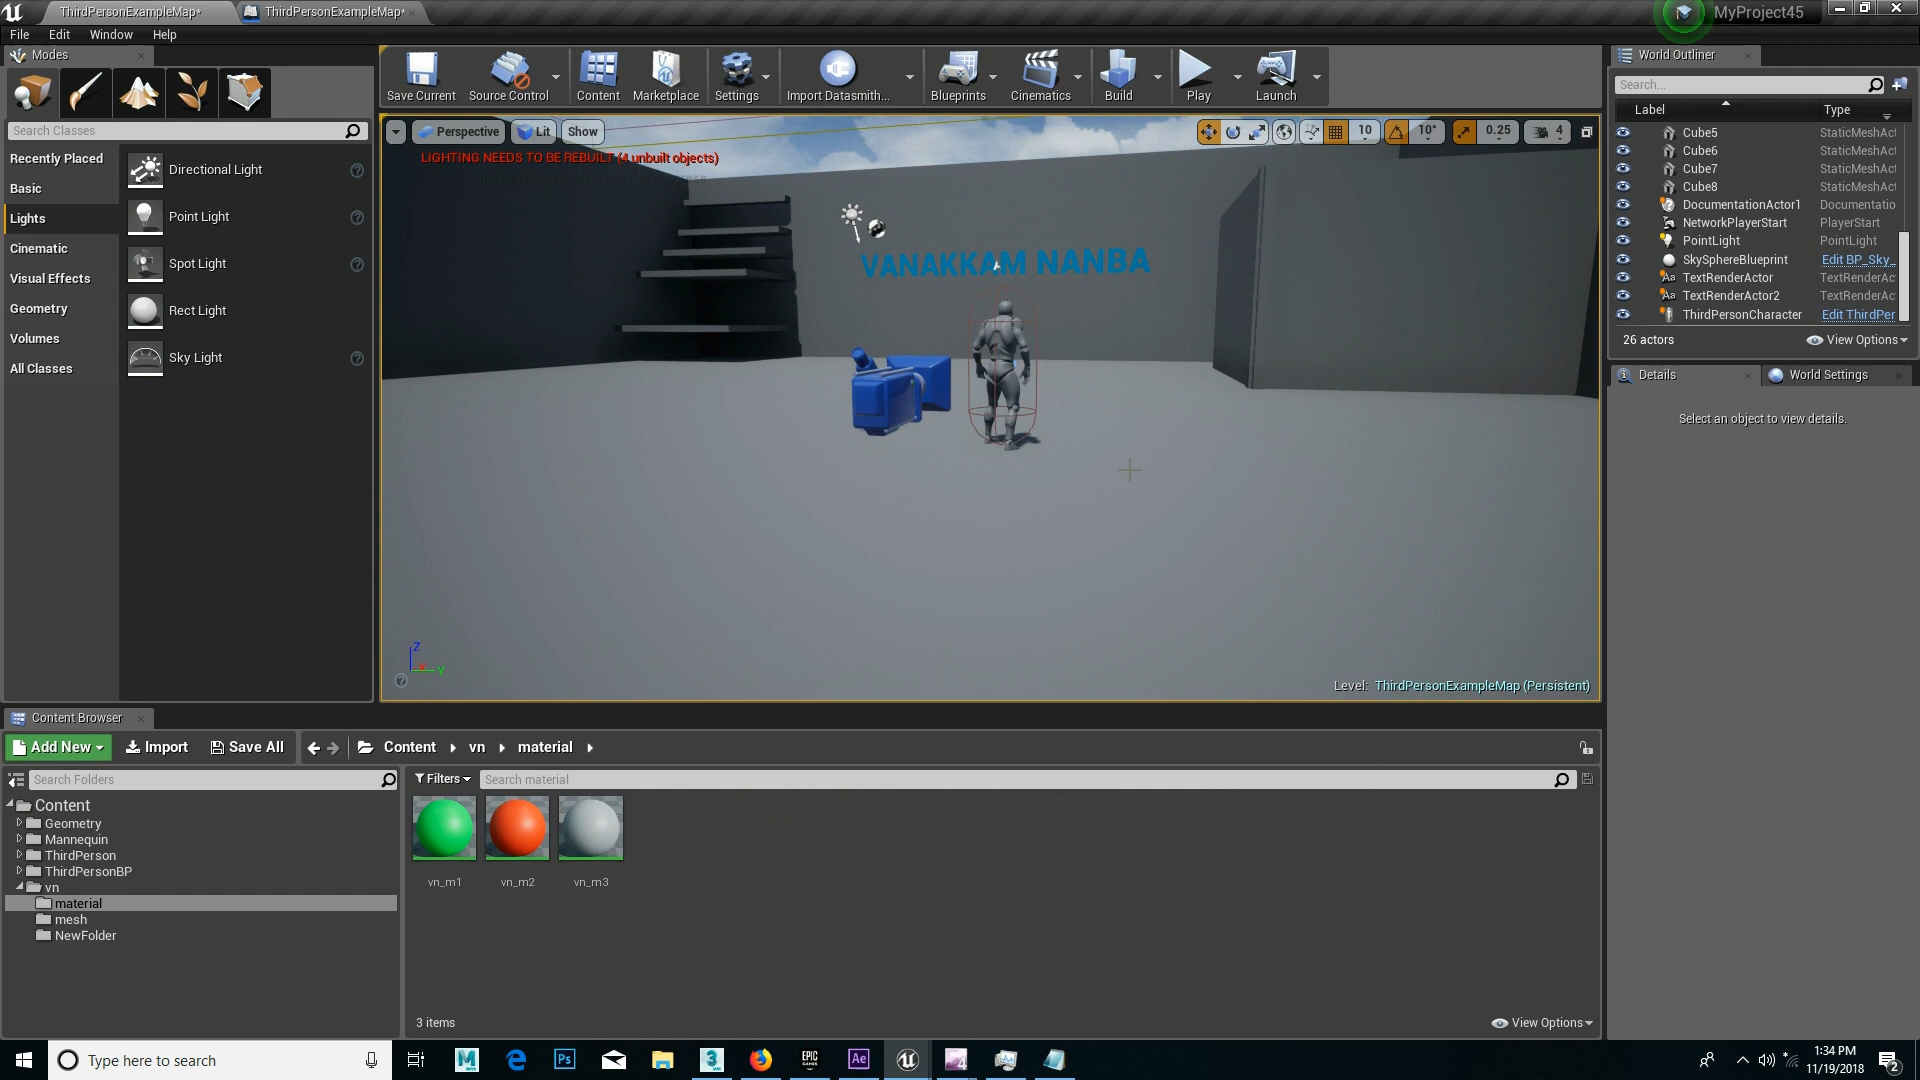 ThirdPersonExampleMap*
ThirdPersonExampleMap*
MyProject45
File Edit Window Help
Modes
Search Classes
Recently Placed
Basic
Lights
Cinematic
Visual Effects
Geometry
Volumes
All Classes
Directional Light
Point Light
Spot Light
Rect Light
Sky Light
Save Current
Source Control
Content
Marketplace
Settings
Import Datasmith...
Blueprints
Cinematics
Build
Play
Launch
Perspective Lit Show
10 10° 0.25 4
LIGHTING NEEDS TO BE REBUILT (4 unbuilt objects)
VANAKKAM NANBA
Z
Y
Level: ThirdPersonExampleMap (Persistent)
World Outliner
Search...
Label Type
Cube5 StaticMeshAct
Cube6 StaticMeshAct
Cube7 StaticMeshAct
Cube8 StaticMeshAct
DocumentationActor1 Documentatio
NetworkPlayerStart PlayerStart
PointLight PointLight
SkySphereBlueprint Edit BP_Sky_
TextRenderActor TextRenderAc
TextRenderActor2 TextRenderAc
ThirdPersonCharacter Edit ThirdPer
26 actors View Options
Details World Settings
Select an object to view details.
Content Browser
Add New Import Save All Content vn material
Search Folders
Filters Search material
Content
Geometry
Mannequin
ThirdPerson
ThirdPersonBP
vn
material
mesh
NewFolder
vn_m1 vn_m2 vn_m3
3 items View Options
Type here to search
M
Ps
3
EPIC GAMES
Ae
4
1:34 PM
11/19/2018
2